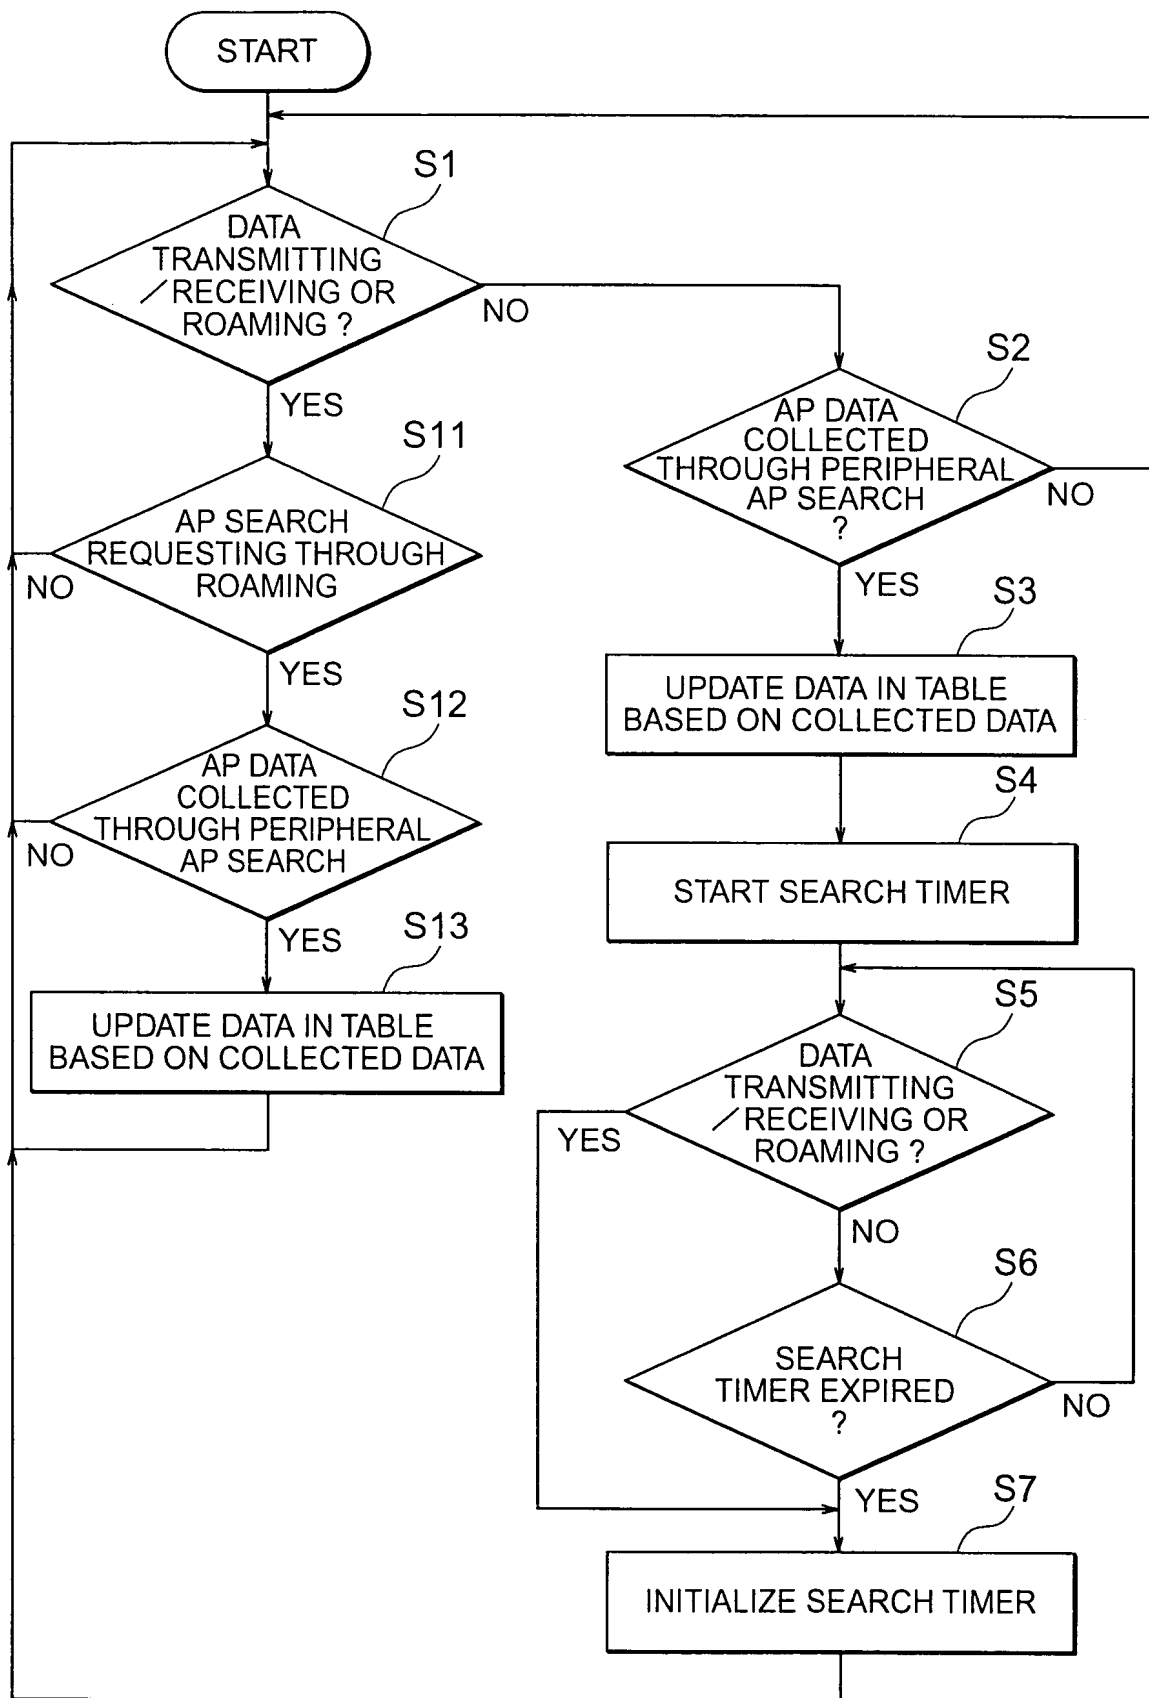 START
S1
DATA
TRANSMITTING
/RECEIVING OR
ROAMING ?
NO
YES
S2
AP DATA
COLLECTED
THROUGH PERIPHERAL
AP SEARCH
?
NO
YES
S11
AP SEARCH
REQUESTING THROUGH
ROAMING
NO
YES
S3
UPDATE DATA IN TABLE
BASED ON COLLECTED DATA
S12
AP DATA
COLLECTED
THROUGH PERIPHERAL
AP SEARCH
NO
YES
S4
START SEARCH TIMER
S13
UPDATE DATA IN TABLE
BASED ON COLLECTED DATA
S5
DATA
TRANSMITTING
/RECEIVING OR
ROAMING ?
YES
NO
S6
SEARCH
TIMER EXPIRED
?
NO
YES
S7
INITIALIZE SEARCH TIMER